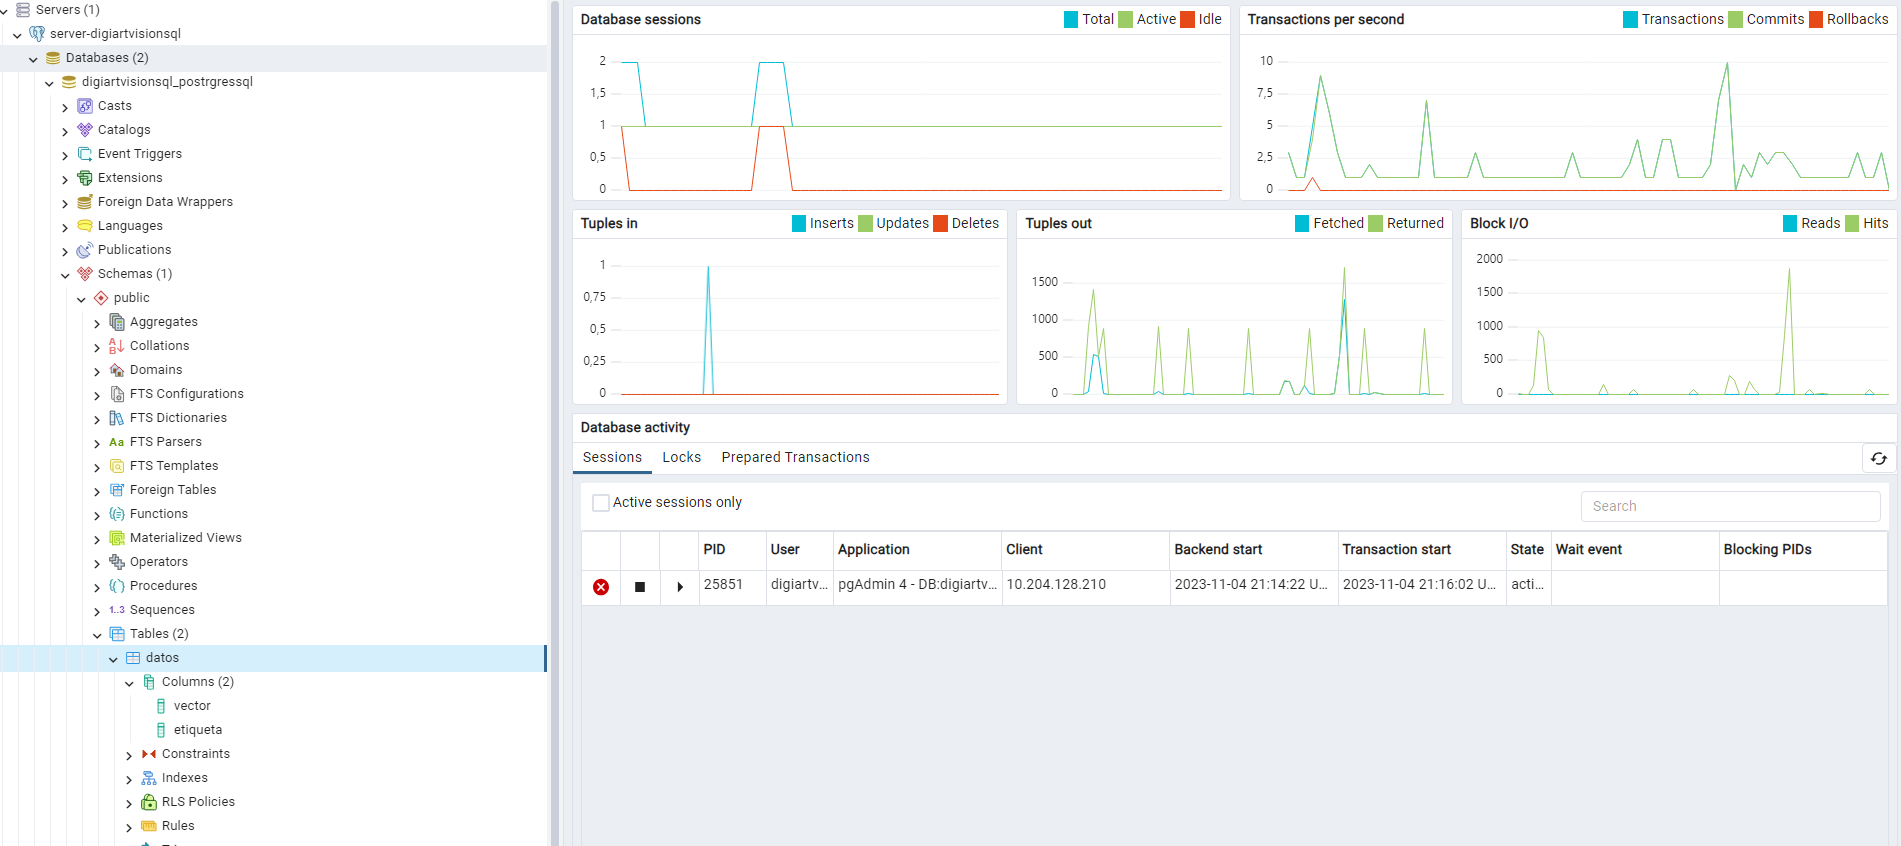 Servers (1)
server-digiartvisionsql
Databases (2)
digiartvisionsql_postrgressql
Casts
Catalogs
Event Triggers
Extensions
Foreign Data Wrappers
Languages
Publications
Schemas (1)
public
Aggregates
Collations
Domains
FTS Configurations
FTS Dictionaries
Aa FTS Parsers
FTS Templates
Foreign Tables
Functions
Materialized Views
Operators
Procedures
1..3 Sequences
Tables (2)
datos
Columns (2)
vector
etiqueta
Constraints
Indexes
RLS Policies
Rules
Database sessions Total Active Idle
2
1,5
1
0,5
0
Transactions per second Transactions Commits Rollbacks
10
7,5
5
2,5
0
Tuples in Inserts Updates Deletes
1
0,75
0,5
0,25
0
Tuples out Fetched Returned
1500
1000
500
0
Block I/O Reads Hits
2000
1500
1000
500
0
Database activity
Sessions Locks Prepared Transactions
Active sessions only Search
PID User Application Client Backend start Transaction start State Wait event Blocking PIDs
25851 digiartv... pgAdmin 4 - DB:digiartv... 10.204.128.210 2023-11-04 21:14:22 U... 2023-11-04 21:16:02 U... acti...